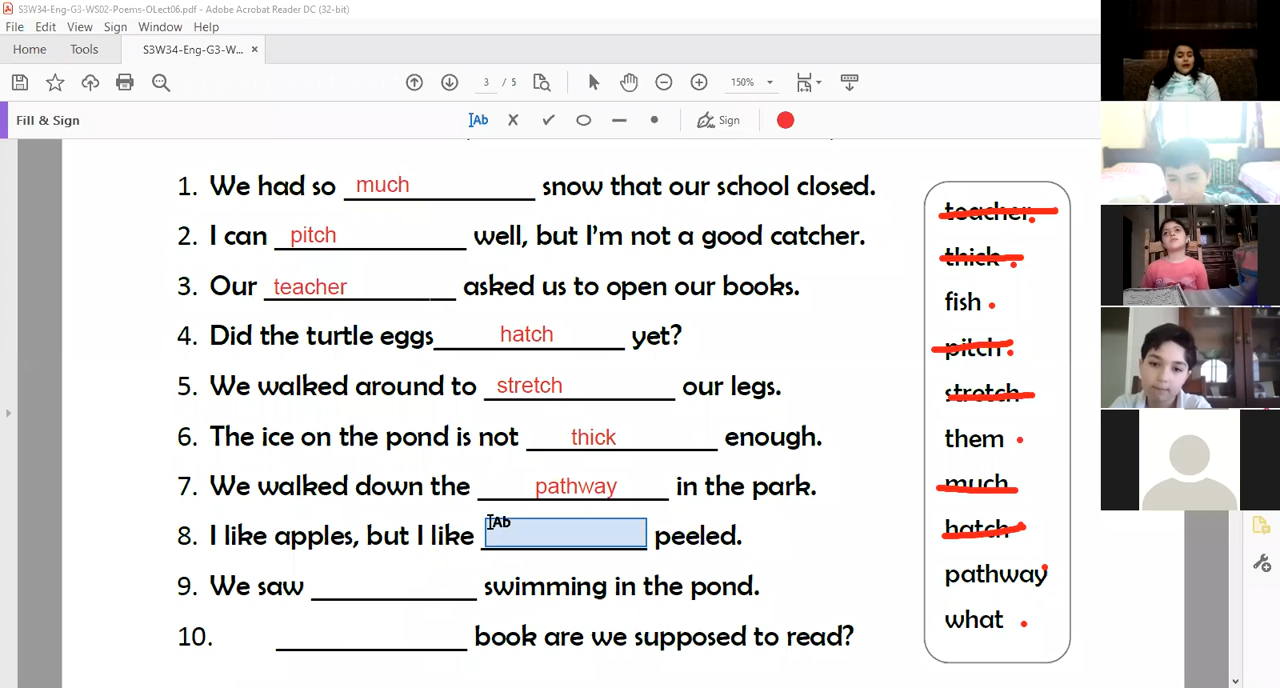 S3W34-Eng-G3-WS02-Poems-OLect06.pdf - Adobe Acrobat Reader DC (32-bit)
File Edit View Sign Window Help
Home Tools S3W34-Eng-G3-W... ×
3 / 5 150%
Fill & Sign IAb Sign
1. We had so much snow that our school closed.
2. I can pitch well, but I'm not a good catcher.
3. Our teacher asked us to open our books.
4. Did the turtle eggs hatch yet?
5. We walked around to stretch our legs.
6. The ice on the pond is not thick enough.
7. We walked down the pathway in the park.
8. I like apples, but I like IAb peeled.
9. We saw swimming in the pond.
10. book are we supposed to read?
teacher
thick
fish
pitch
stretch
them
much
hatch
pathway
what